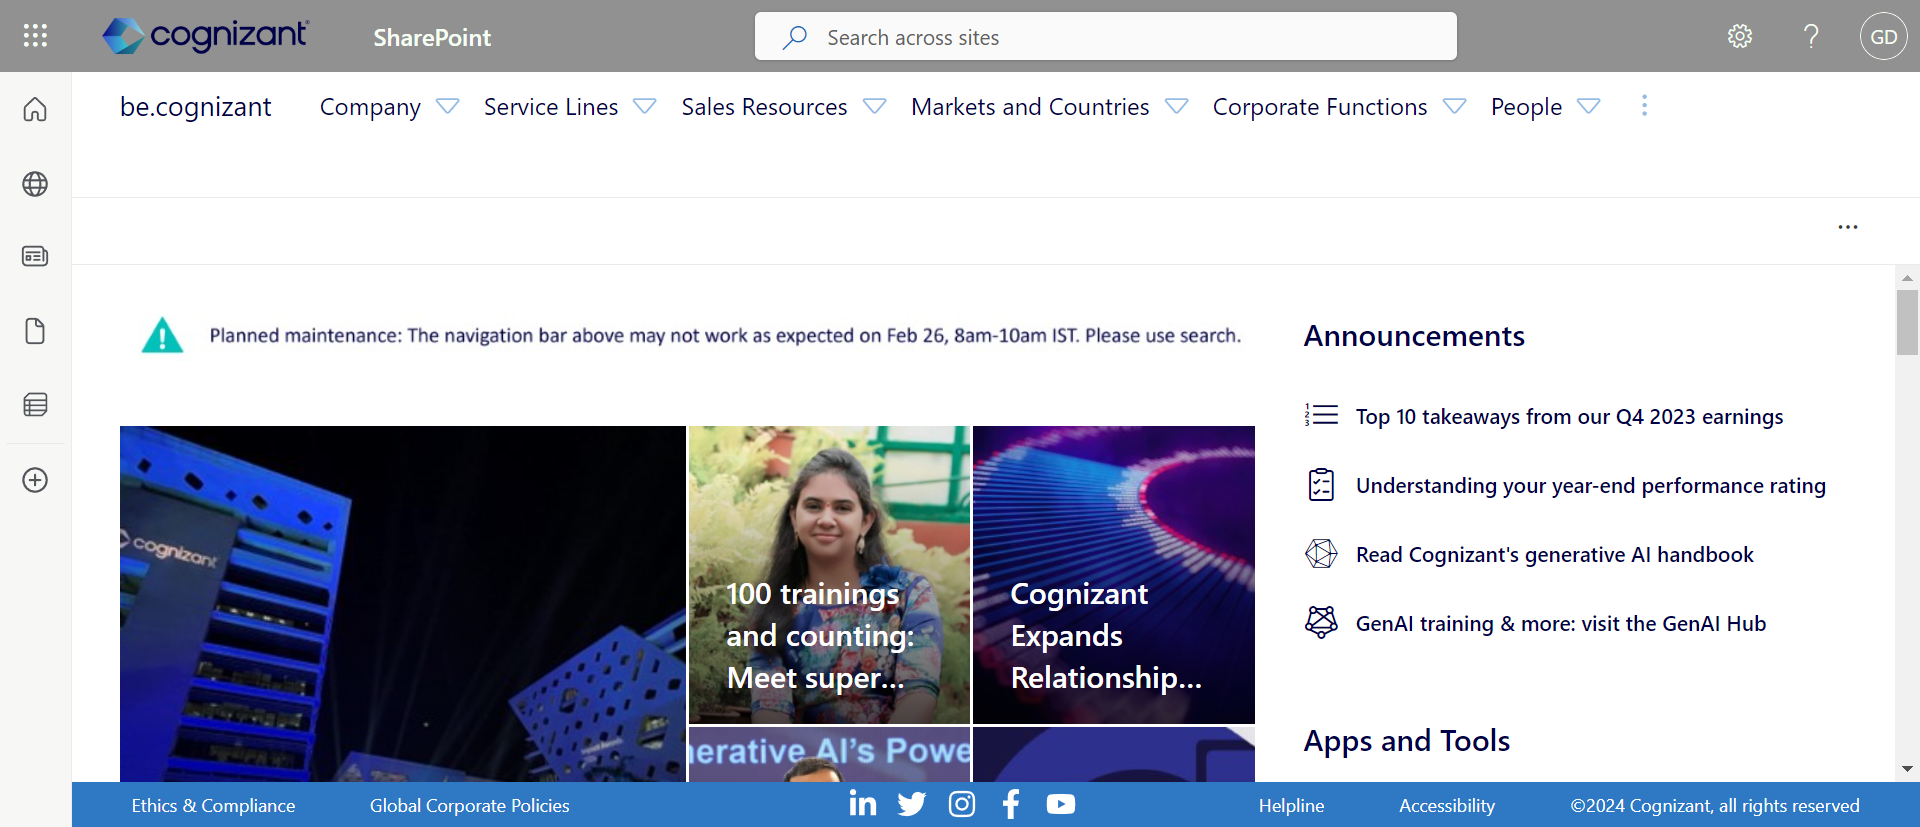 cognizant
SharePoint
Search across sites
?
GD
be.cognizant
Company
Service Lines
Sales Resources
Markets and Countries
Corporate Functions
People
Planned maintenance: The navigation bar above may not work as expected on Feb 26, 8am-10am IST. Please use search.
cognizant
100 trainings
and counting:
Meet super...
Cognizant
Expands
Relationship...
nerative AI's Powe
Announcements
Top 10 takeaways from our Q4 2023 earnings
Understanding your year-end performance rating
Read Cognizant's generative AI handbook
GenAI training & more: visit the GenAI Hub
Apps and Tools
Ethics & Compliance
Global Corporate Policies
Helpline
Accessibility
©2024 Cognizant, all rights reserved